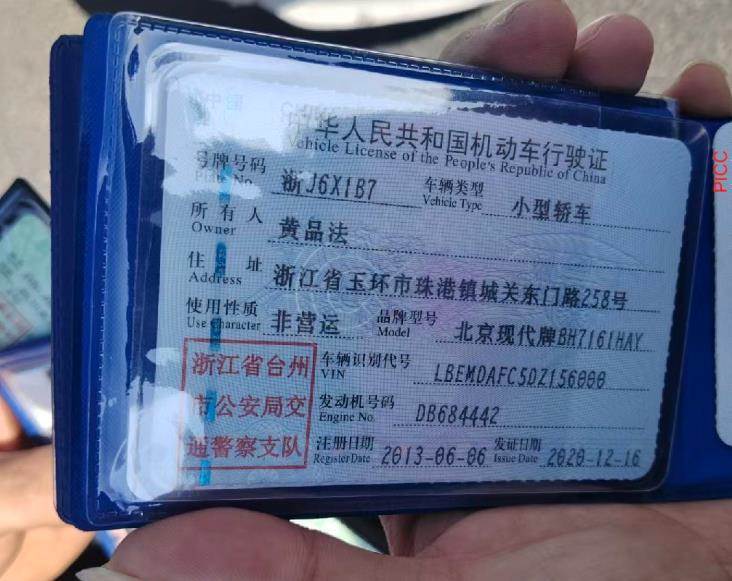 中华人民共和国机动车行驶证
Vehicle License of the People's Republic of China
号牌号码 浙J6X1B7 车辆类型 小型轿车
Plate No. Vehicle Type
所有人 黄品法
Owner
住址 浙江省玉环市珠港镇城关东门路258号
Address
使用性质 非营运 品牌型号 北京现代牌BH7161HAY
Use Character Model
浙江省台州
市公安局交
通警察支队
车辆识别代号 LBEMDAFC5DZ156000
VIN
发动机号码 DB684442
Engine No.
注册日期 2013-06-06 发证日期 2020-12-16
Register Date Issue Date
PICC